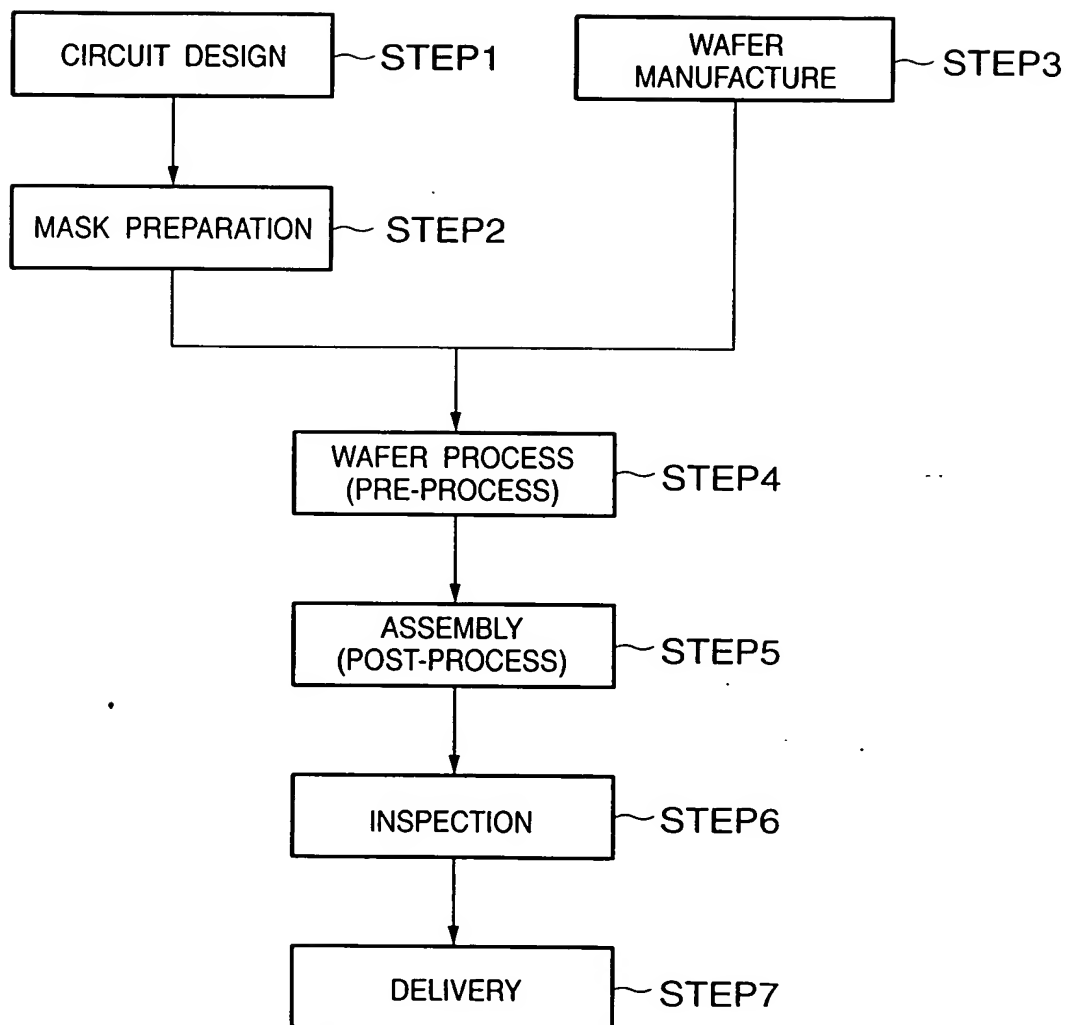 CIRCUIT DESIGN
STEP1
WAFER
MANUFACTURE
STEP3
MASK PREPARATION
STEP2
WAFER PROCESS
(PRE-PROCESS)
STEP4
ASSEMBLY
(POST-PROCESS)
STEP5
INSPECTION
STEP6
DELIVERY
STEP7